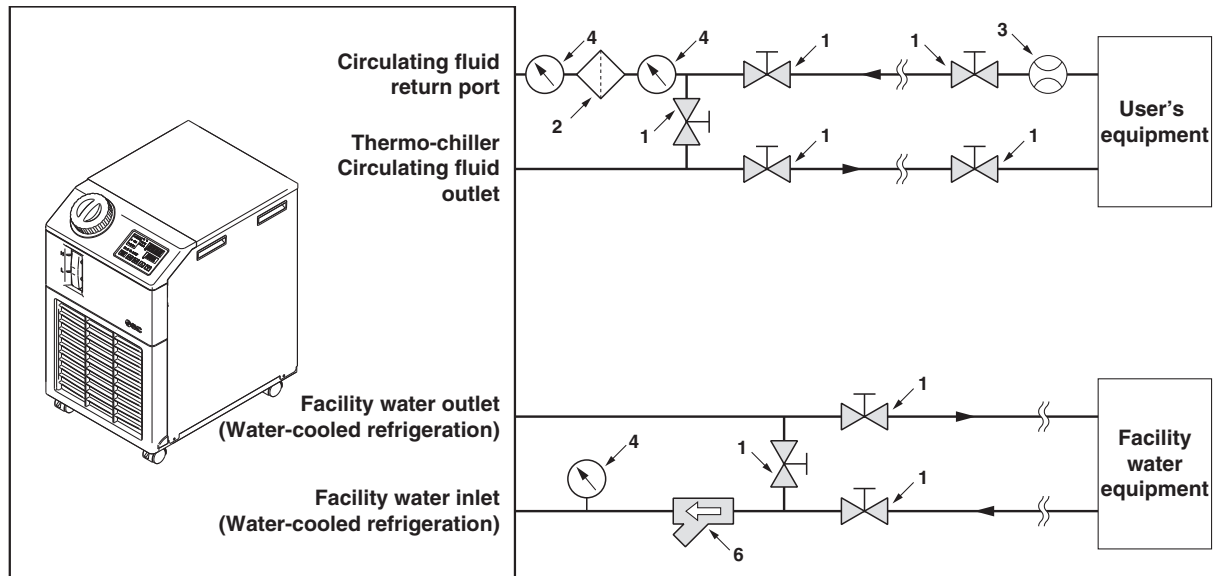 4
4
1
1
3
Circulating fluid
return port
2
1
User's
equipment
Thermo-chiller
Circulating fluid
outlet
1
1
Facility water outlet
(Water-cooled refrigeration)
1
4
1
Facility
water
equipment
Facility water inlet
(Water-cooled refrigeration)
1
6